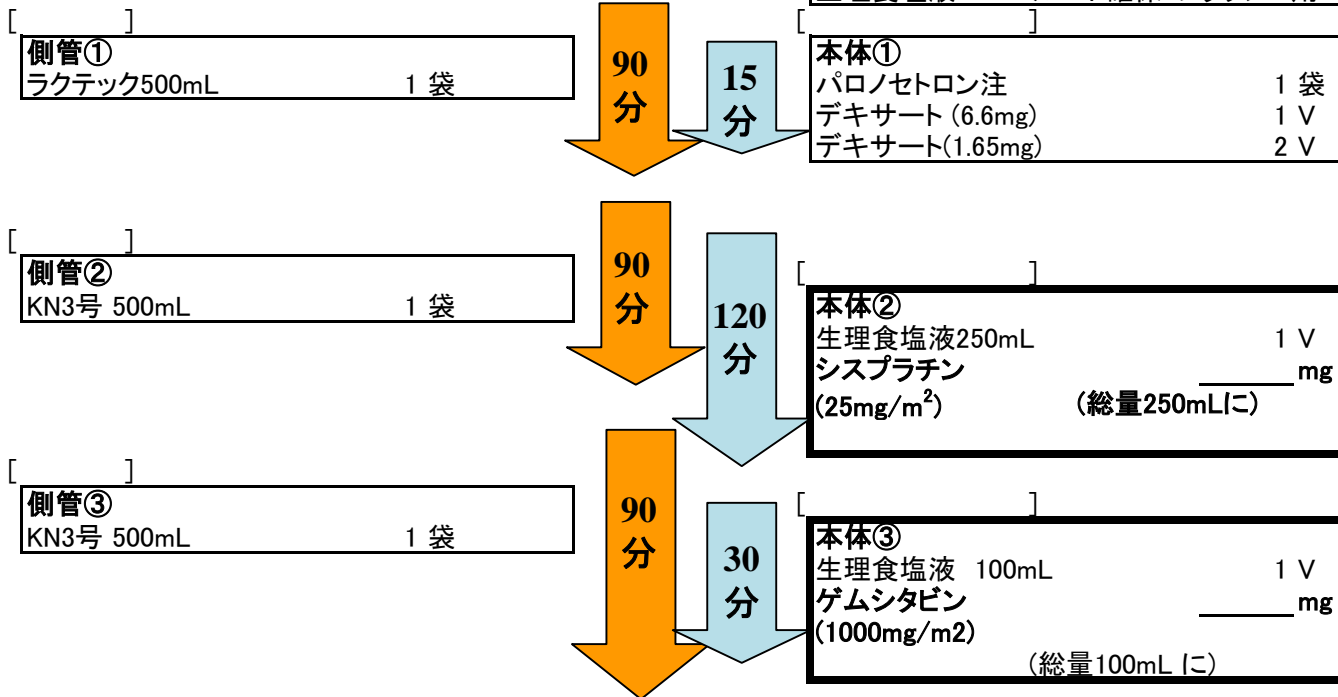 [ ]
側管①
ラクテック500mL 1 袋
90
分
15
分
[ ]
本体①
パロノセトロン注 1 袋
デキサート (6.6mg) 1 V
デキサート(1.65mg) 2 V
[ ]
側管②
KN3号 500mL 1 袋
90
分
120
分
[ ]
本体②
生理食塩液250mL 1 V
シスプラチン ______mg
(25mg/m²) (総量250mLに)
[ ]
側管③
KN3号 500mL 1 袋
90
分
30
分
[ ]
本体③
生理食塩液 100mL 1 V
ゲムシタビン ______mg
(1000mg/m2)
(総量100mL に)